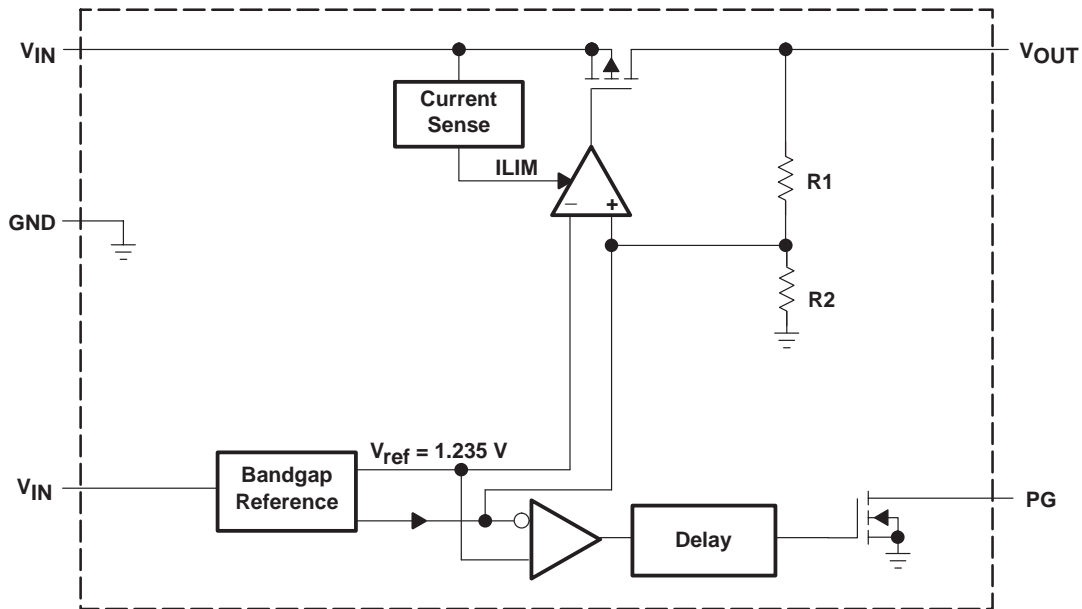 VIN
VOUT
Current
Sense
ILIM
R1
− +
GND
R2
Vref = 1.235 V
Bandgap
Reference
VIN
PG
Delay